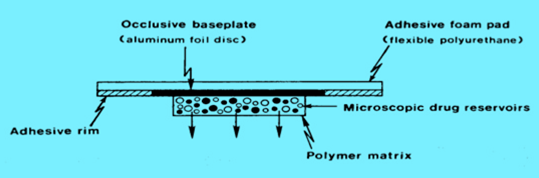 Occlusive baseplate
(aluminum foil disc)
Adhesive foam pad
(flexible polyurethane)
Microscopic drug reservoirs
Adhesive rim
Polymer matrix